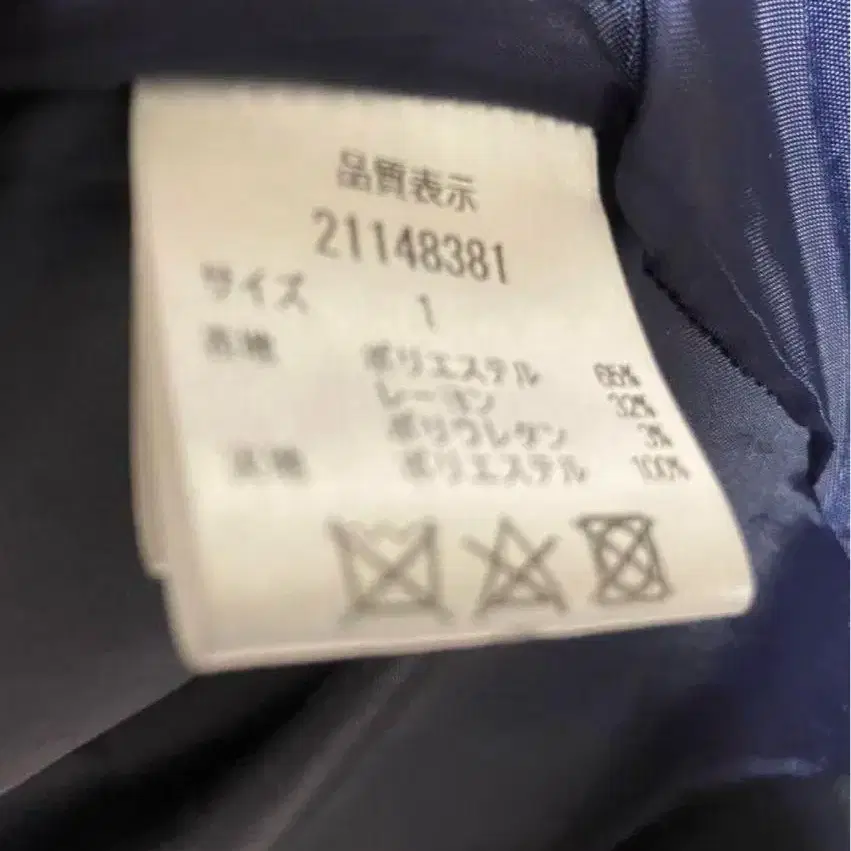 品質表示
21148381
サイズ 1
表地 ポリエステル 65%
レーヨン 32%
ポリウレタン 3%
裏地 ポリエステル 100%